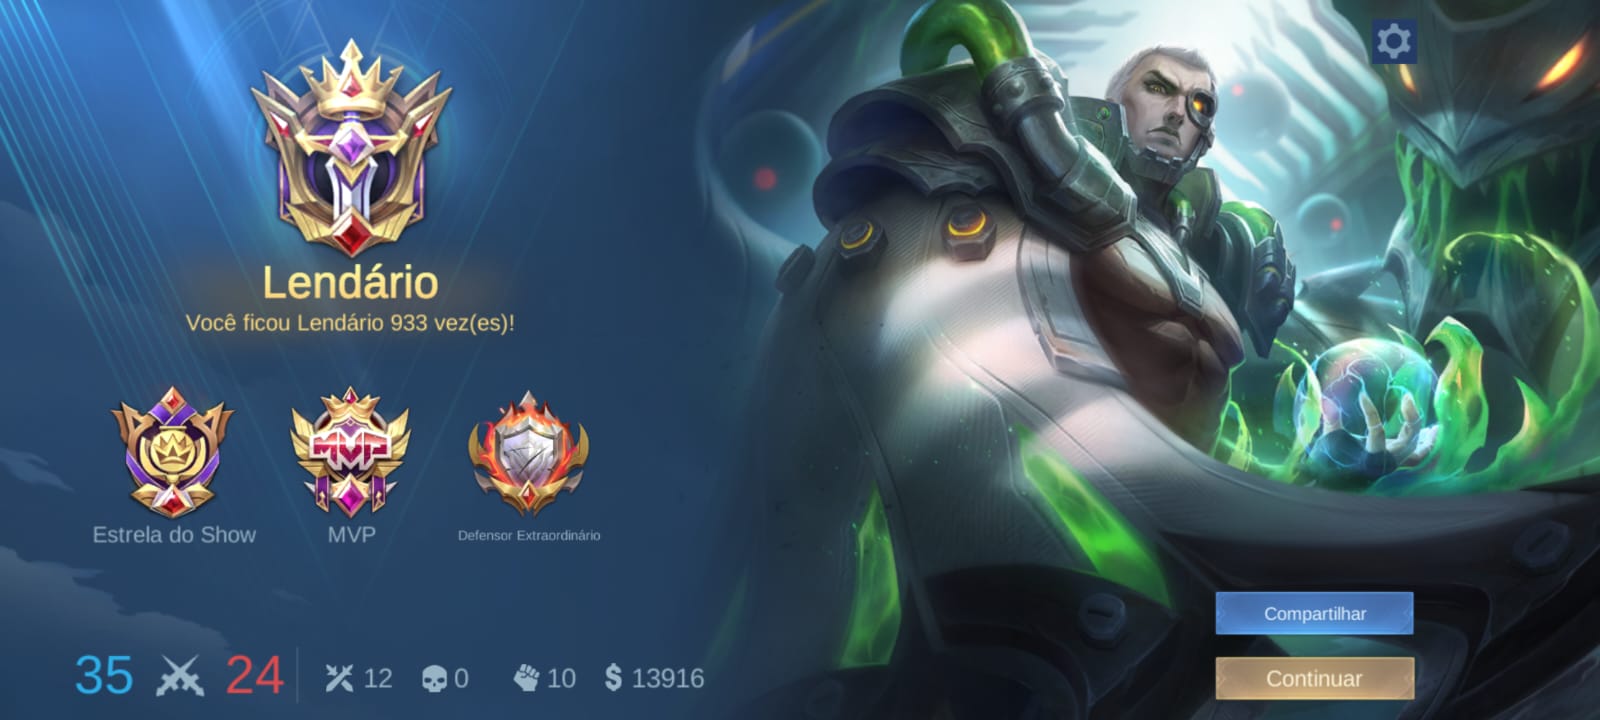 Lendário
Você ficou Lendário 933 vez(es)!
MVP
Estrela do Show
MVP
Defensor Extraordinário
35 24 12 0 10 $ 13916
Compartilhar
Continuar